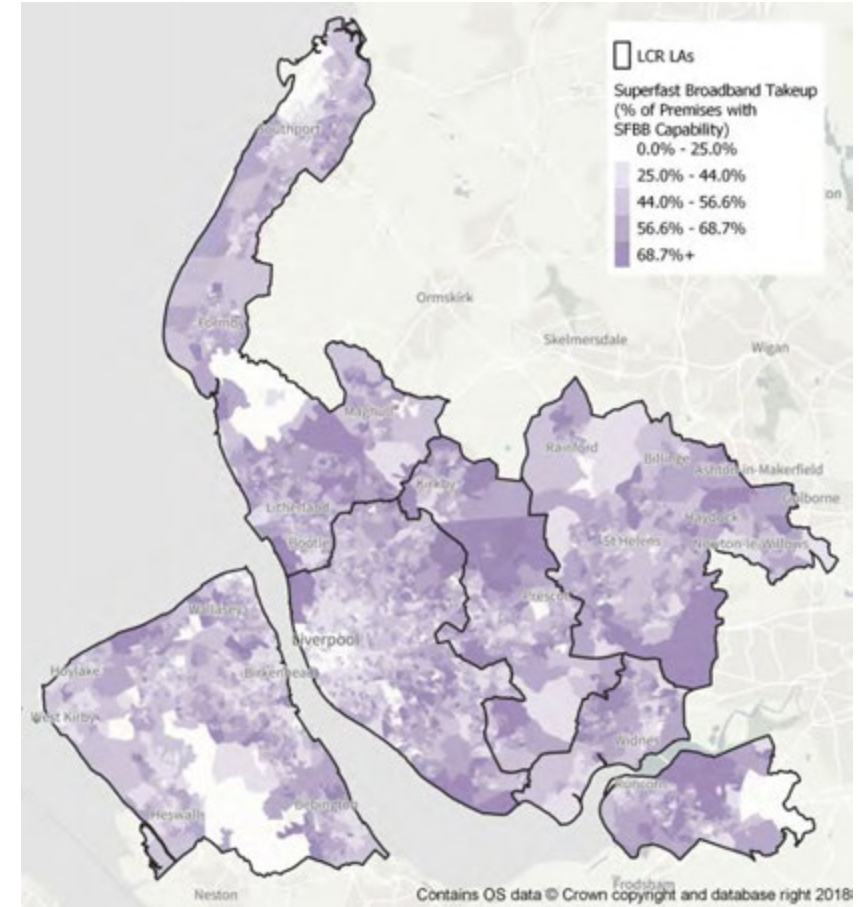 LCR LAs
Superfast Broadband Takeup
(% of Premises with
SFBB Capability)
0.0% - 25.0%
25.0% - 44.0%
44.0% - 56.6%
56.6% - 68.7%
68.7%+
Southport
on
Ormskirk
Formby
Skelmersdale
Wigan
Maghull
Rainford
Billinge
Ashton-in-Makerfield
Kirkby
Golborne
Litherland
Haydock
Bootle
St Helens
Newton-le-Willows
Prescot
Wallasey
Liverpool
Hoylake
Birkenhead
West Kirby
Widnes
Runcorn
Heswall
Bebington
Frodsham
Neston
Contains OS data © Crown copyright and database right 2018